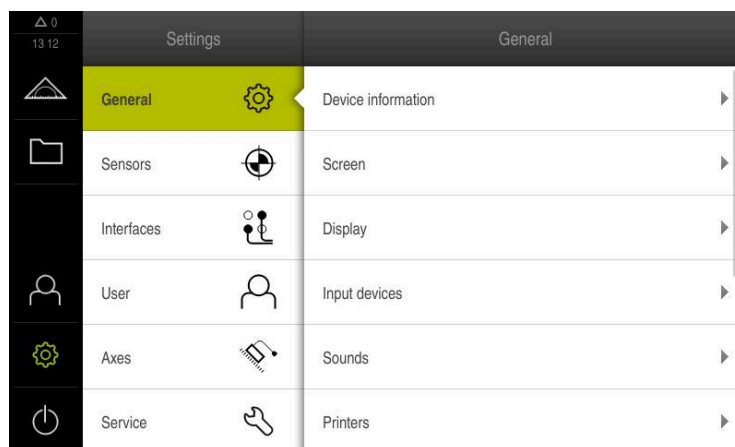 0
13 12
Settings
General
General
Device information
Sensors
Screen
Interfaces
Display
User
Input devices
Axes
Sounds
Service
Printers